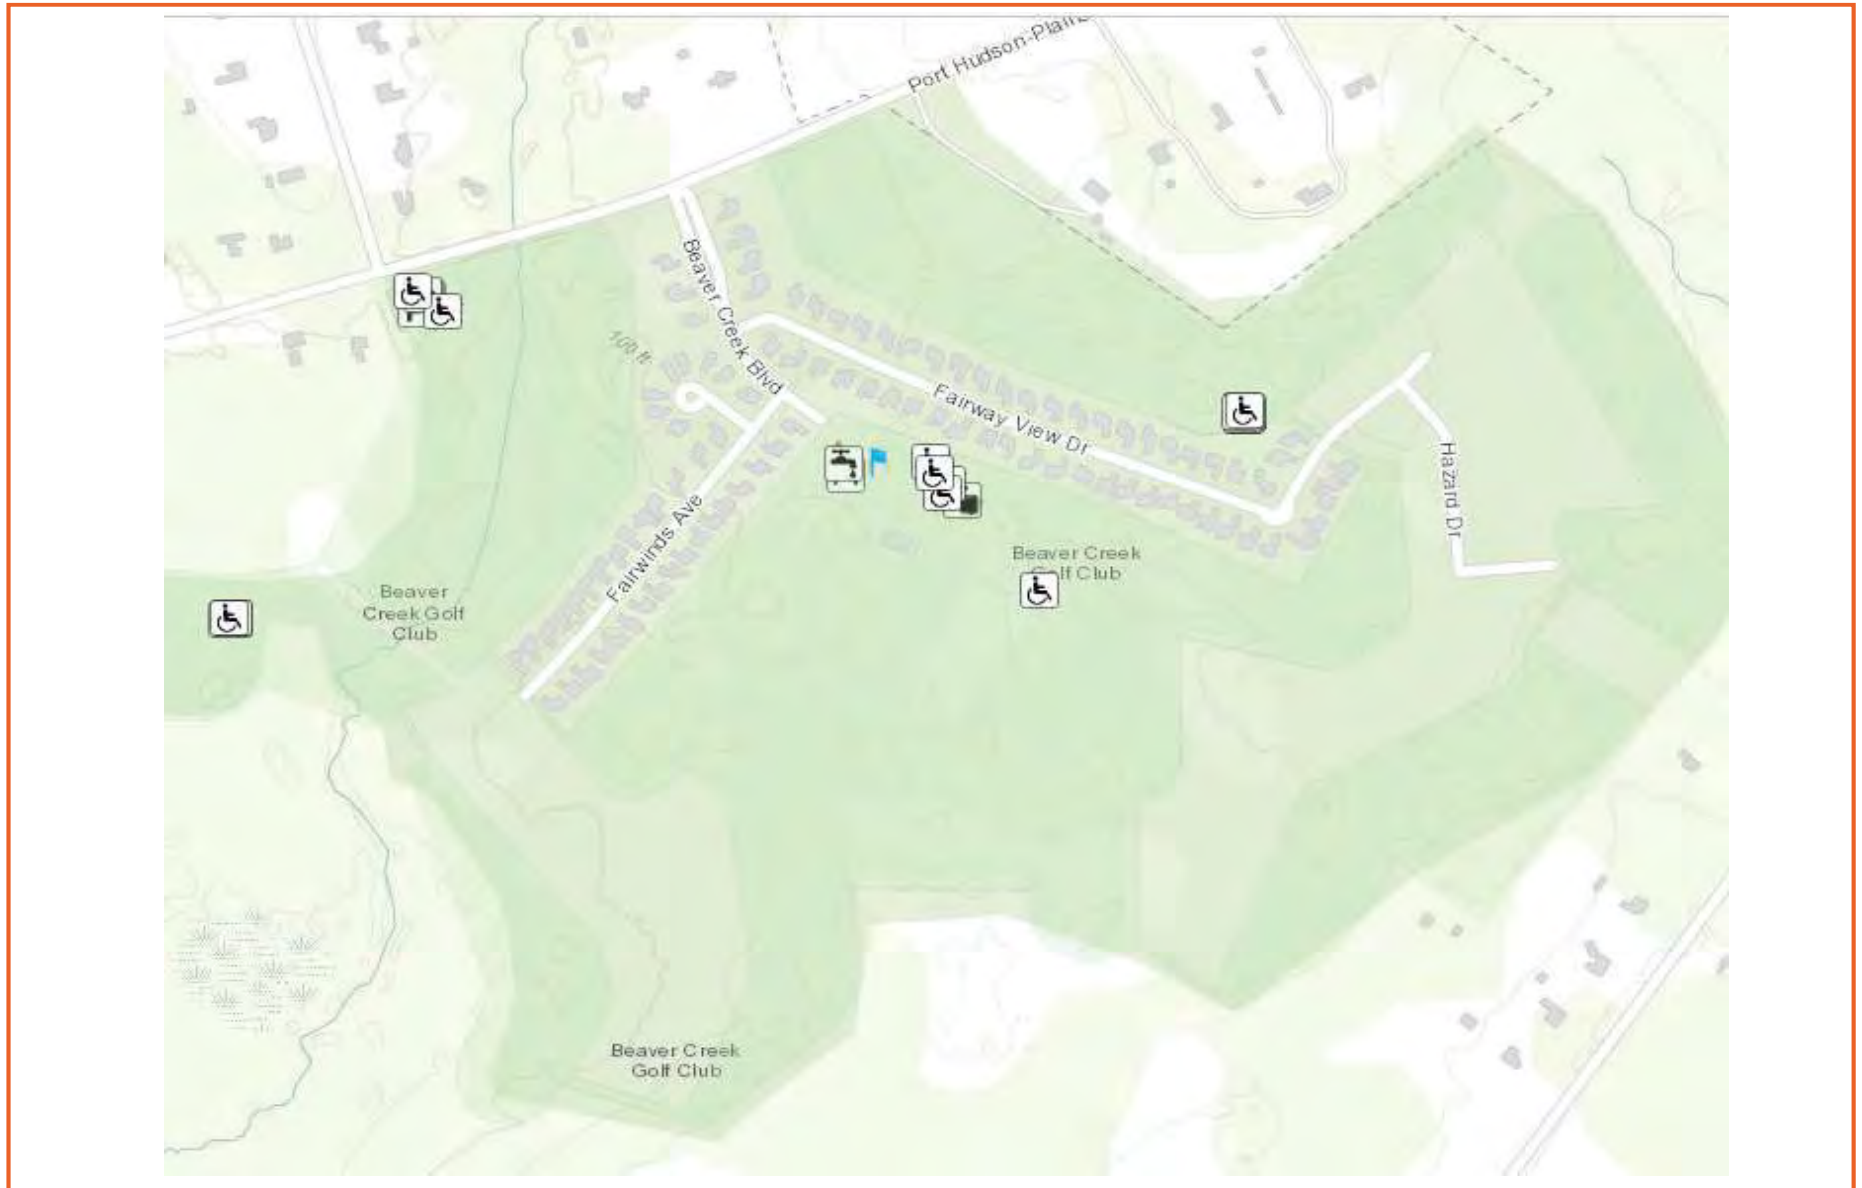 Port Hudson-Plain
Beaver Creek Blvd
100 ft
Fairway View Dr
Hazard Dr
Fairwinds Ave
Beaver Creek
Golf Club
Beaver
Creek Golf
Club
Beaver Creek
Golf Club